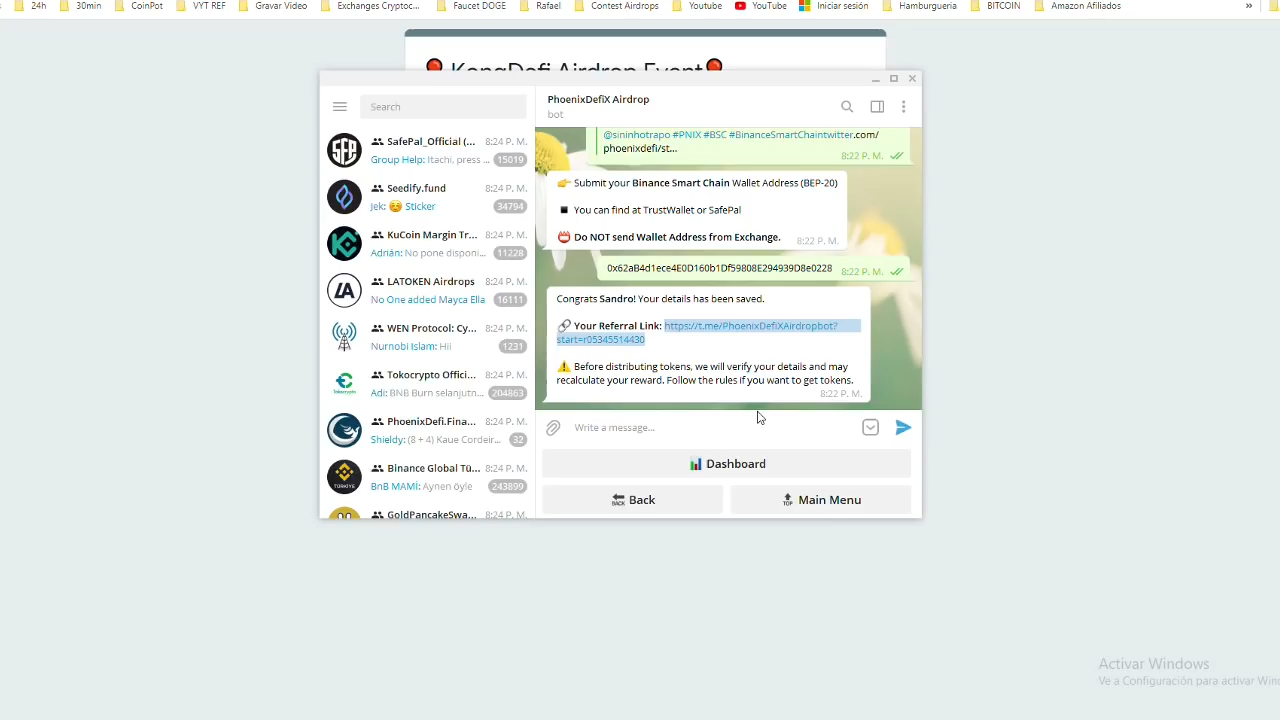 24h 30min CoinPot VYT REF Gravar Video Exchanges Cryptoc... Faucet DOGE Rafael Contest Airdrops Youtube YouTube Iniciar sesión Hamburgueria BITCOIN Amazon Afiliados »
KongDefi Airdrop Event
Search
PhoenixDefiX Airdrop
bot
SafePal_Official (... 8:24 P. M.
Group Help: Itachi, press ... 15019
Seedify.fund 8:24 P. M.
Jek: 😊 Sticker 34794
KuCoin Margin Tr... 8:24 P. M.
Adrián: No pone disponi... 11228
LATOKEN Airdrops 8:24 P. M.
No One added Mayca Ella 16111
WEN Protocol: Cy... 8:24 P. M.
Nurnobi Islam: Hii 1231
Tokocrypto Offici... 8:24 P. M.
Adi: BNB Burn selanjutn... 204863
PhoenixDefi.Fina... 8:24 P. M.
Shieldy: (8 + 4) Kaue Cordeir... 32
Binance Global Tü... 8:24 P. M.
BnB MAMİ: Aynen öyle 243899
GoldPancakeSwa... 8:24 P. M.
@sininhotrapo #PNIX #BSC #BinanceSmartChaintwitter.com/
phoenixdefi/st...
8:22 P. M.
👉 Submit your Binance Smart Chain Wallet Address (BEP-20)
◾ You can find at TrustWallet or SafePal
📛 Do NOT send Wallet Address from Exchange. 8:22 P. M.
0x62aB4d1ece4E0D160b1Df59808E294939D8e0228 8:22 P. M.
Congrats Sandro! Your details has been saved.
🔗 Your Referral Link: https://t.me/PhoenixDefiXAirdropbot?
start=r05345514430
⚠️ Before distributing tokens, we will verify your details and may
recalculate your reward. Follow the rules if you want to get tokens.
8:22 P. M.
Write a message...
📊 Dashboard
🔙 Back 🔝 Main Menu
Activar Windows
Ve a Configuración para activar Win